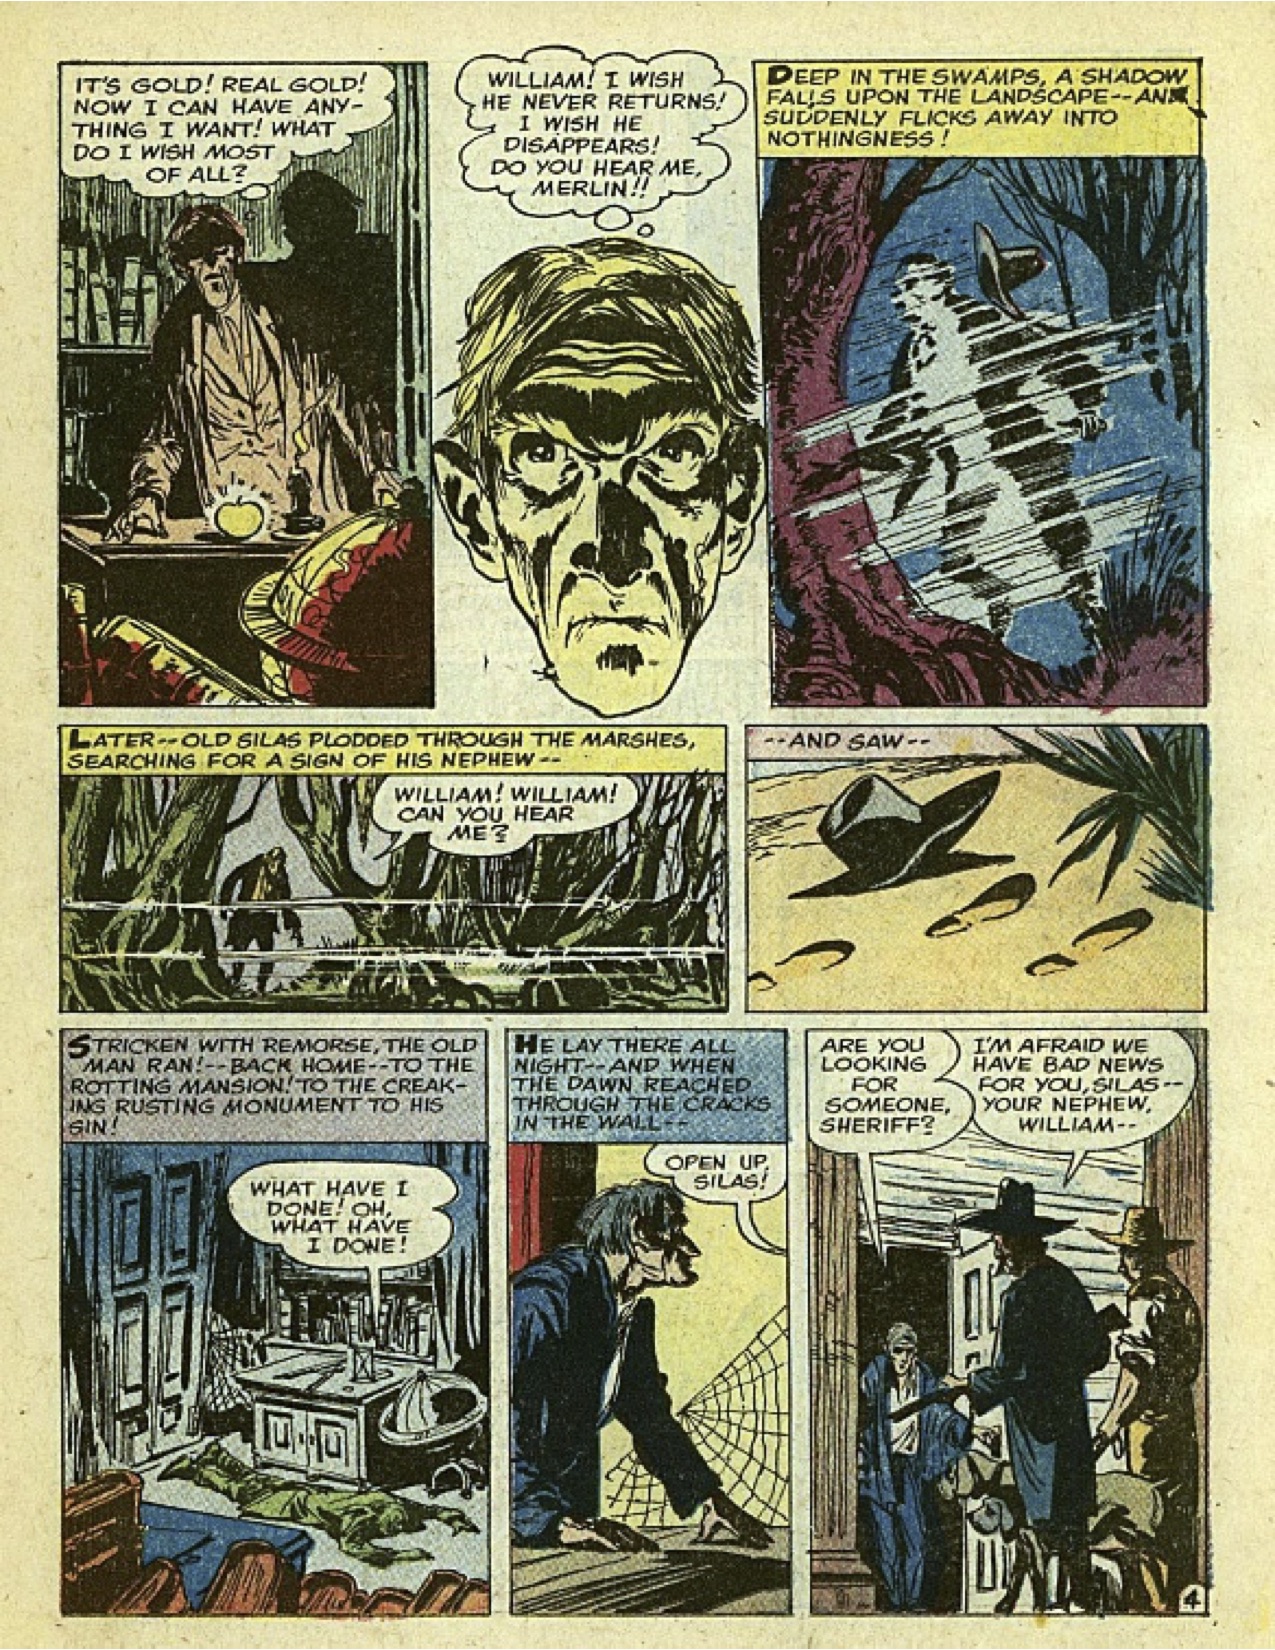 IT'S GOLD! REAL GOLD!
NOW I CAN HAVE ANY-
THING I WANT! WHAT
DO I WISH MOST
OF ALL?
WILLIAM! I WISH
HE NEVER RETURNS!
I WISH HE
DISAPPEARS!
DO YOU HEAR ME,
MERLIN!!
DEEP IN THE SWAMPS, A SHADOW
FALLS UPON THE LANDSCAPE--AND
SUDDENLY FLICKS AWAY INTO
NOTHINGNESS!
LATER--OLD SILAS PLODDED THROUGH THE MARSHES,
SEARCHING FOR A SIGN OF HIS NEPHEW--
WILLIAM! WILLIAM!
CAN YOU HEAR
ME?
--AND SAW--
STRICKEN WITH REMORSE, THE OLD
MAN RAN!--BACK HOME--TO THE
ROTTING MANSION! TO THE CREAK-
ING RUSTING MONUMENT TO HIS
SIN!
WHAT HAVE I
DONE! OH,
WHAT HAVE
I DONE!
HE LAY THERE ALL
NIGHT--AND WHEN
THE DAWN REACHED
THROUGH THE CRACKS
IN THE WALL--
OPEN UP,
SILAS!
ARE YOU
LOOKING
FOR
SOMEONE,
SHERIFF?
I'M AFRAID WE
HAVE BAD NEWS
FOR YOU, SILAS--
YOUR NEPHEW,
WILLIAM--
4